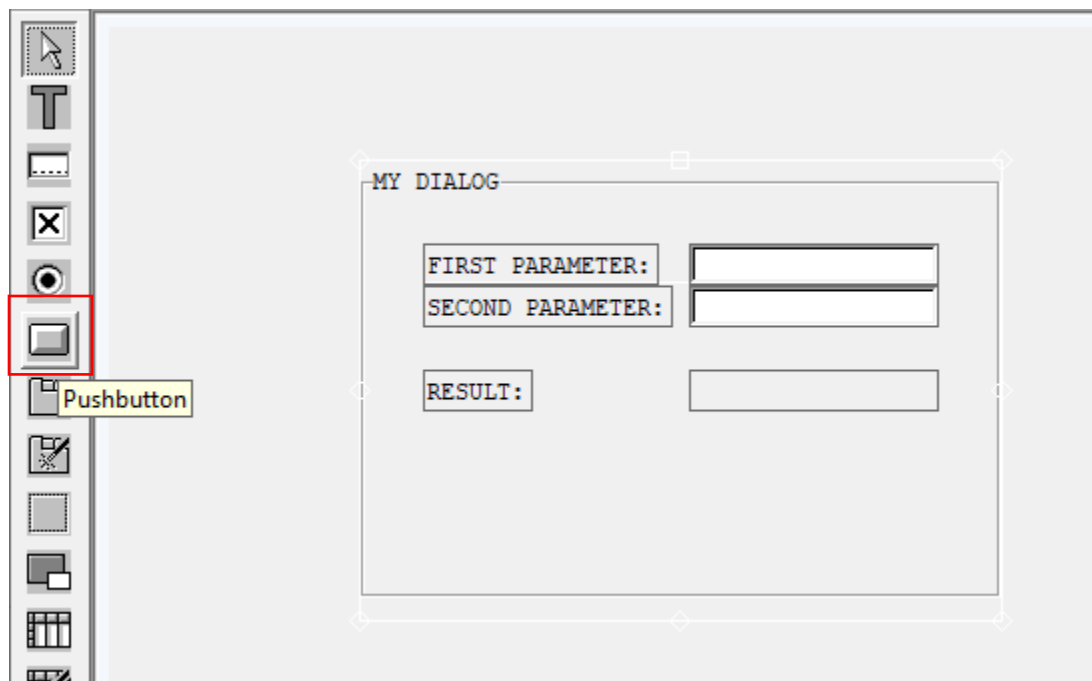 MY DIALOG
FIRST PARAMETER:
SECOND PARAMETER:
RESULT:
Pushbutton